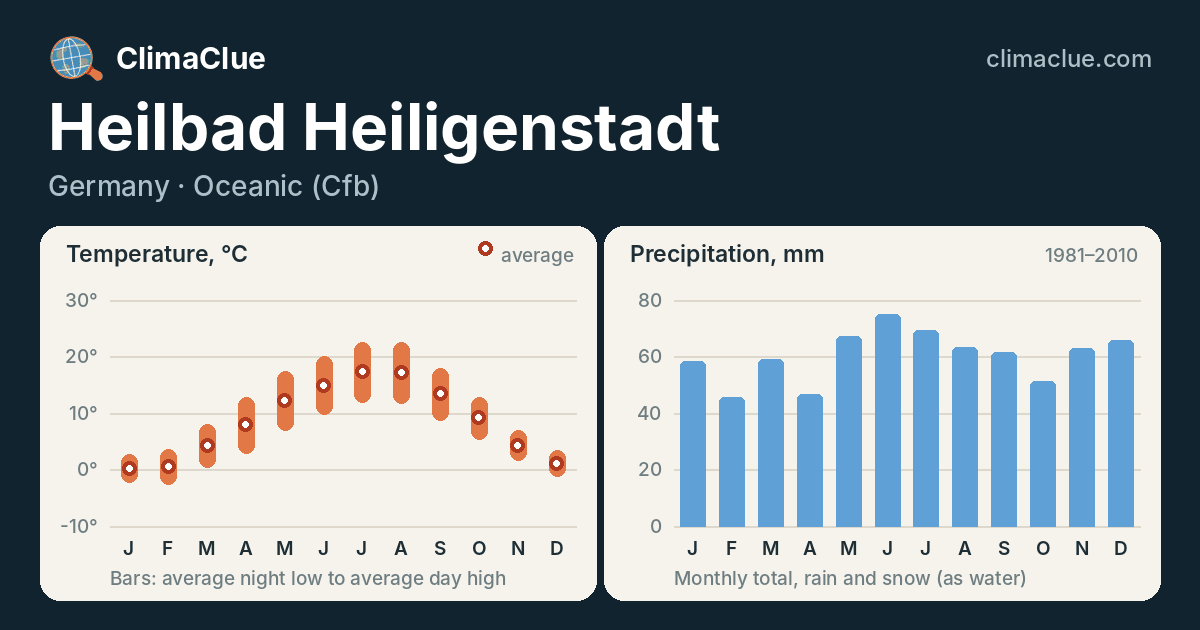 ClimaClue
climaclue.com
Heilbad Heiligenstadt
Germany · Oceanic (Cfb)
Temperature, °C
average
30°
20°
10°
0°
-10°
J F M A M J J A S O N D
Bars: average night low to average day high
Precipitation, mm
1981–2010
80
60
40
20
0
J F M A M J J A S O N D
Monthly total, rain and snow (as water)